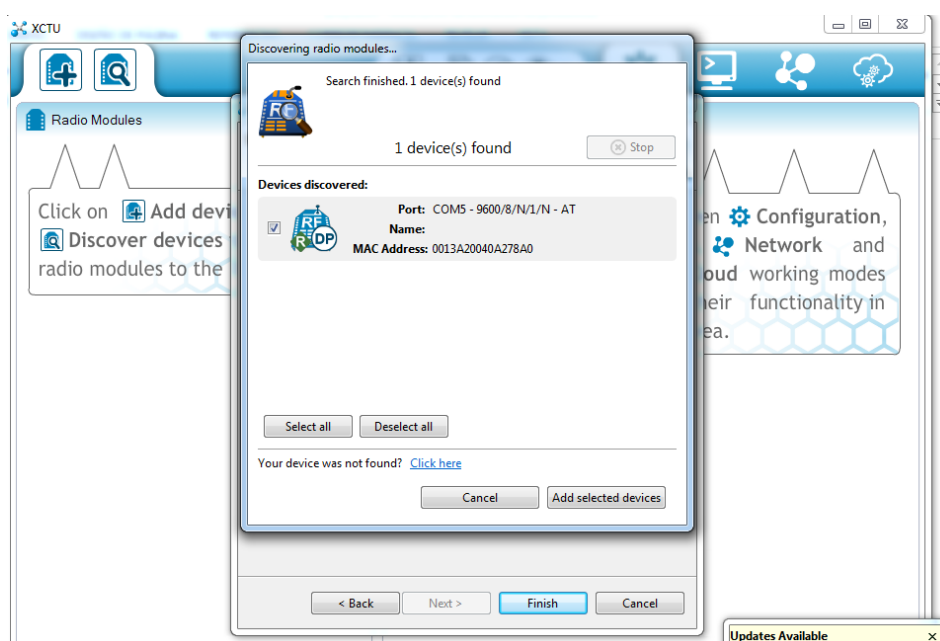 XCTU
Discovering radio modules...
Search finished. 1 device(s) found
RF
1 device(s) found
Stop
Devices discovered:
RF
R
DP
Port: COM5 - 9600/8/N/1/N - AT
Name:
MAC Address: 0013A20040A278A0
Select all
Deselect all
Your device was not found? Click here
Cancel
Add selected devices
Radio Modules
Click on Add devi
Discover devices
radio modules to the
en Configuration,
Network and
oud working modes
heir functionality in
ea.
< Back
Next >
Finish
Cancel
Updates Available